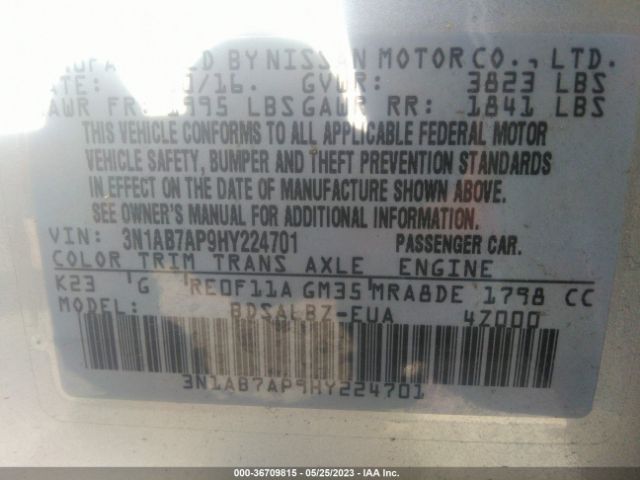 BY NISSAN MOTOR CO., LTD.
/16. GVWR: 3823 LBS
GAWR FR: 1995 LBS GAWR RR: 1841 LBS
THIS VEHICLE CONFORMS TO ALL APPLICABLE FEDERAL MOTOR
VEHICLE SAFETY, BUMPER AND THEFT PREVENTION STANDARDS
IN EFFECT ON THE DATE OF MANUFACTURE SHOWN ABOVE.
SEE OWNER'S MANUAL FOR ADDITIONAL INFORMATION.
VIN: 3N1AB7AP9HY224701 PASSENGER CAR.
COLOR TRIM TRANS AXLE ENGINE
K23 G RE0F11A GM35 MRA8DE 1798 CC
MODEL: BDSALBZ-EUA 4Z000
3N1AB7AP9HY224701
000-36709815 - 05/25/2023 - IAA Inc.